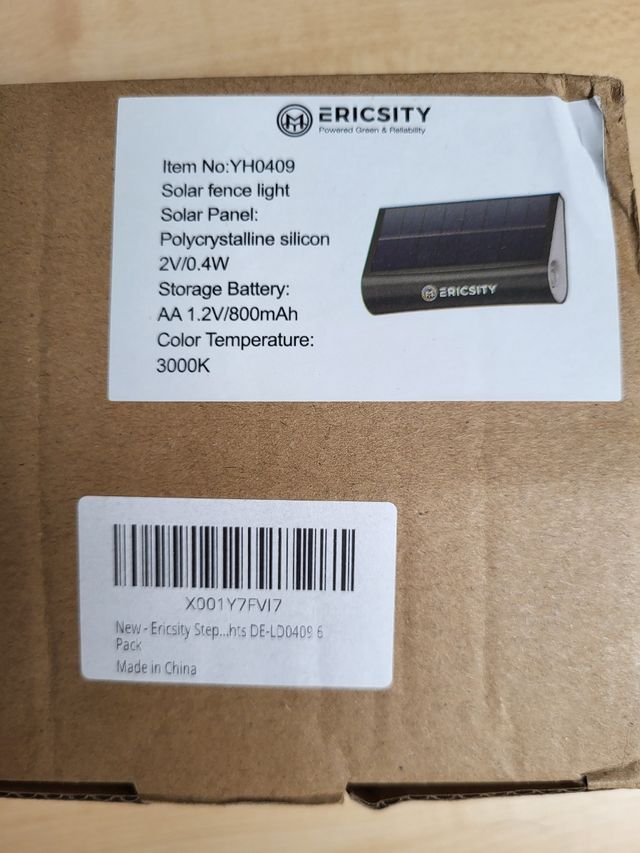 ERICSITY
Powered Green & Reliability
Item No:YH0409
Solar fence light
Solar Panel:
Polycrystalline silicon
2V/0.4W
Storage Battery:
AA 1.2V/800mAh
Color Temperature:
3000K
ERICSITY
X001Y7FVI7
New - Ericsity Step...hts DE-LD0409 6
Pack
Made in China